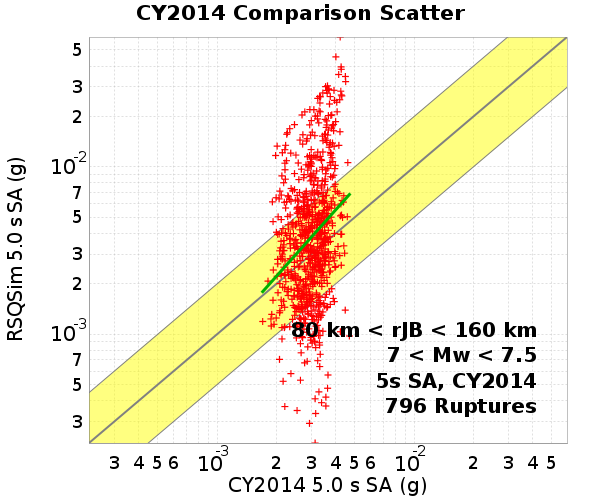 CY2014 Comparison Scatter
RSQSim 5.0 s SA (g)
5
3
2
10⁻²
7
5
3
2
10⁻³
7
5
3
80 km < rJB < 160 km
7 < Mw < 7.5
5s SA, CY2014
796 Ruptures
3 4 5 6 10⁻³ 2 3 4 5 6 10⁻² 2 3 4 5
CY2014 5.0 s SA (g)